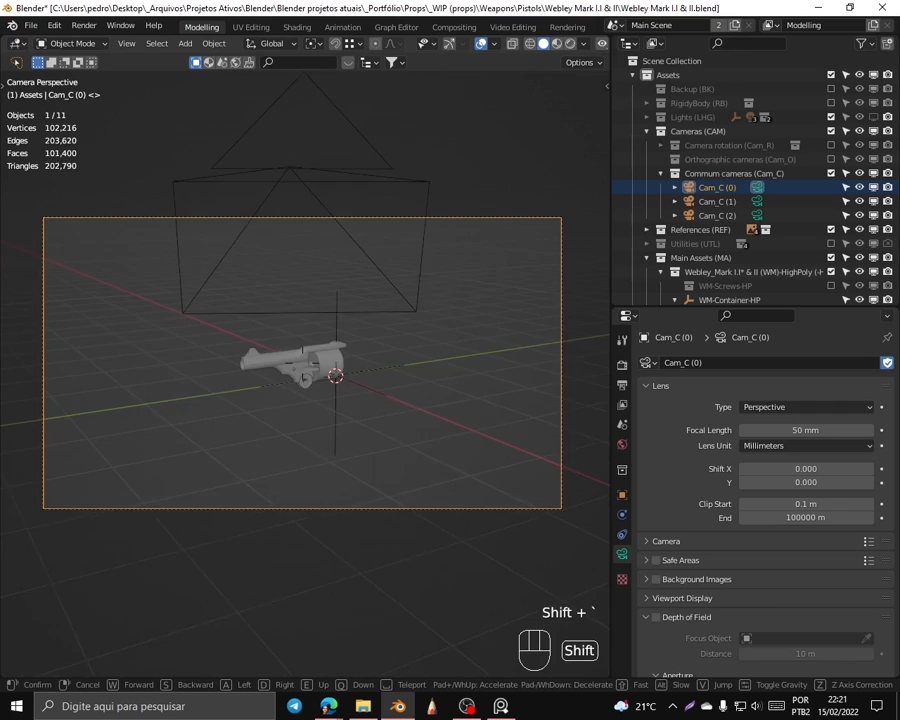 Blender* [C:\Users\pedro\Desktop\_Arquivos\Projetos Ativos\Blender\Blender projetos atuais\_Portfólio\Props\_WIP (props)\Weapons\Pistols\Webley Mark I.I & II\Webley Mark I.I & II.blend]
File Edit Render Window Help Modelling UV Editing Shading Animation Graph Editor Compositing Video Editing Texturing Main Scene 2 Modelling
Object Mode View Select Add Object Global
Options
Camera Perspective
(1) Assets | Cam_C (0) <>
Objects 1 / 11
Vertices 102,216
Edges 203,620
Faces 101,400
Triangles 202,790
Shift + `
Shift
Scene Collection
Assets
Backup (BK)
RigidyBody (RB)
Lights (LHG)
Cameras (CAM)
Camera rotation (Cam_R)
Orthographic cameras (Cam_O)
Commum cameras (Cam_C)
Cam_C (0)
Cam_C (1)
Cam_C (2)
References (REF)
Utilities (UTL)
Main Assets (MA)
Webley_Mark I.I* & II (WM)-HighPoly (-H
WM-Screws-HP
WM-Container-HP
Cam_C (0) > Cam_C (0)
Cam_C (0)
Lens
Type Perspective
Focal Length 50 mm
Lens Unit Millimeters
Shift X 0.000
Y 0.000
Clip Start 0.1 m
End 100000 m
Camera
Safe Areas
Background Images
Viewport Display
Depth of Field
Focus Object
Distance 10 m
Aperture
Confirm Cancel W Forward S Backward A Left D Right E Up Q Down Teleport Pad+/WhUp: Accelerate Pad-/WhDown: Decelerate Fast Alt Slow V Jump Toggle Gravity Z Z Axis Correction
Digite aqui para pesquisar
21°C
POR
PTB2
22:21
15/02/2022